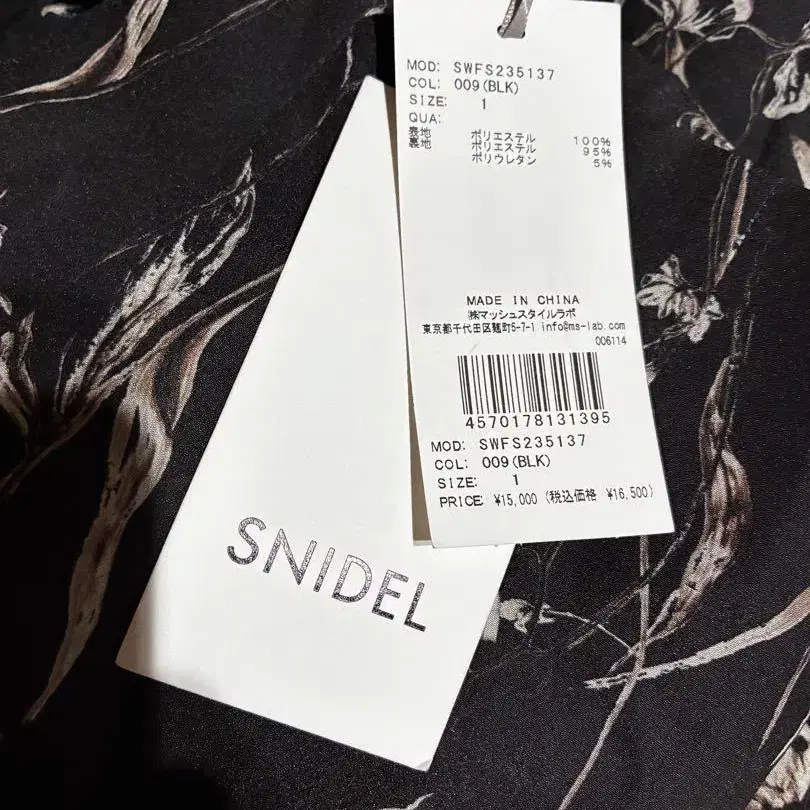 MOD: SWFS235137
COL: 009(BLK)
SIZE: 1
QUA:
表地 ポリエステル 100%
裏地 ポリエステル 95%
ポリウレタン 5%
MADE IN CHINA
㈱マッシュスタイルラボ
東京都千代田区麹町5-7-1 info@ms-lab.com
006114
4570178131395
MOD: SWFS235137
COL: 009(BLK)
SIZE: 1
PRICE: ¥15,000 (税込価格 ¥16,500)
SNIDEL